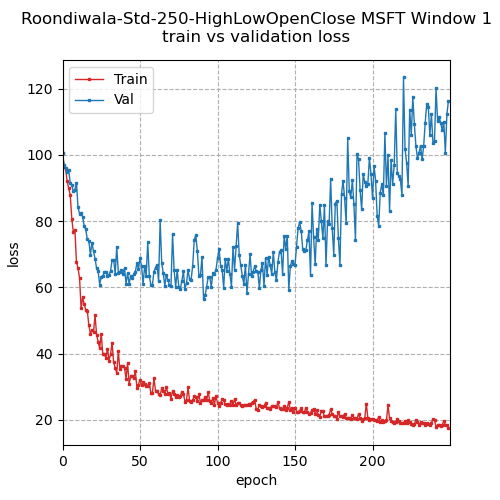 Roondiwala-Std-250-HighLowOpenClose MSFT Window 1
train vs validation loss
Train
Val
120
100
80
60
40
20
loss
0 50 100 150 200
epoch